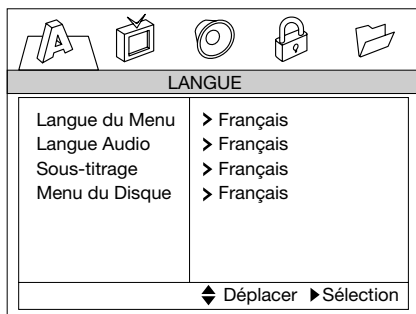 A
LANGUE
Langue du Menu > Français
Langue Audio > Français
Sous-titrage > Français
Menu du Disque > Français
Déplacer Sélection